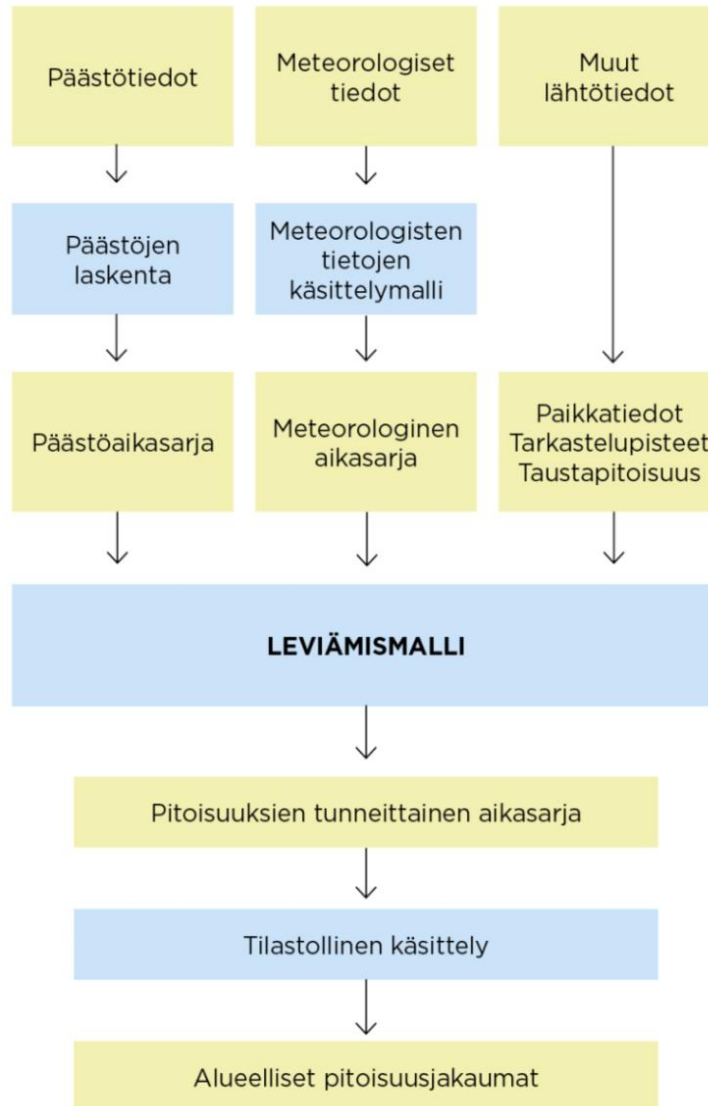 Päästötiedot
Meteorologiset
tiedot
Muut
lähtötiedot
Päästöjen
laskenta
Meteorologisten
tietojen
käsittelymalli
Päästöaikasarja
Meteorologinen
aikasarja
Paikkatiedot
Tarkastelupisteet
Taustapitoisuus
LEVIÄMISMALLI
Pitoisuuksien tunneittainen aikasarja
Tilastollinen käsittely
Alueelliset pitoisuusjakaumat